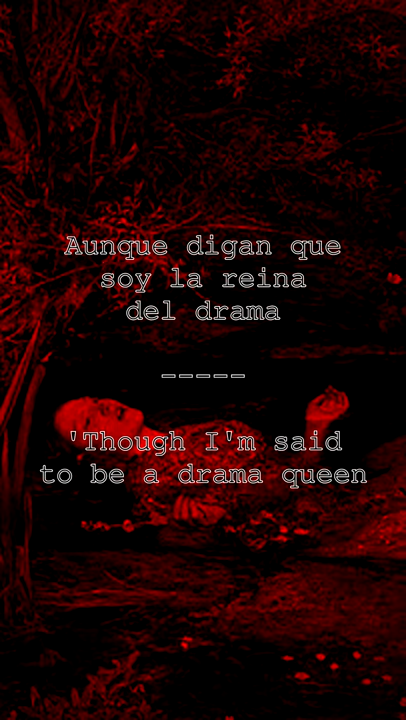 Aunque digan que
soy la reina
del drama
-----
'Though I'm said
to be a drama queen